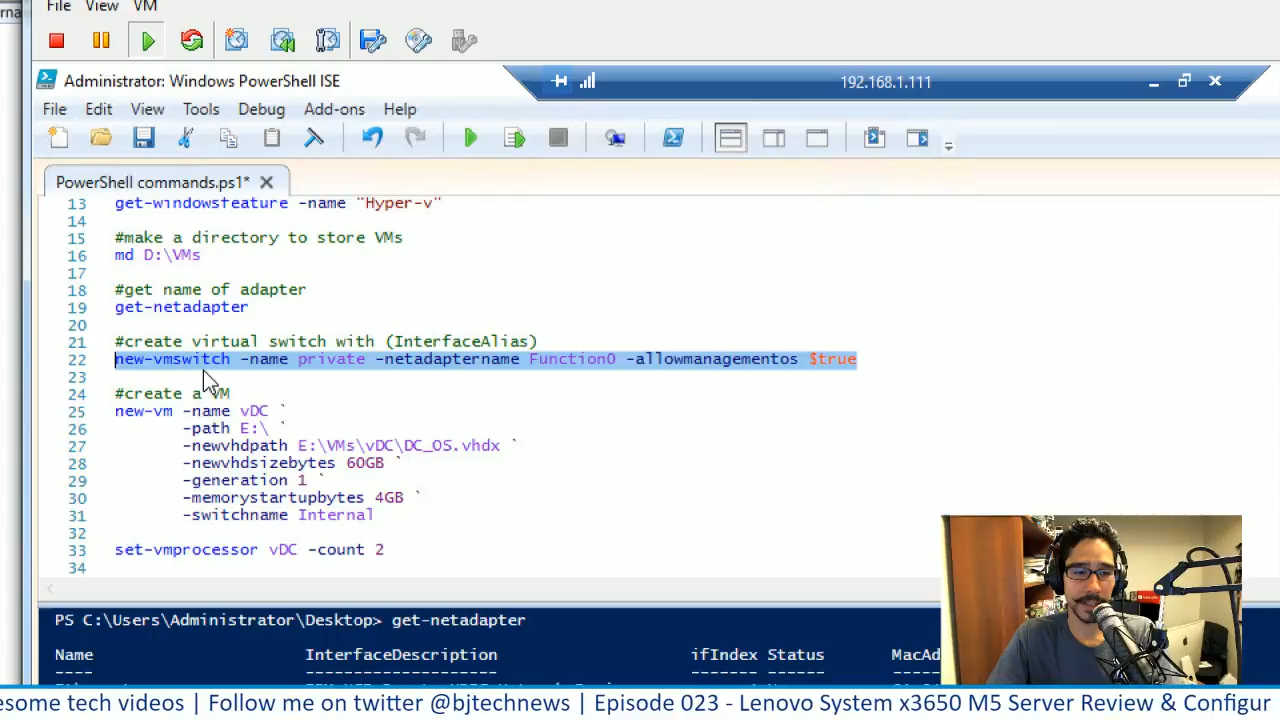 File View VM
Administrator: Windows PowerShell ISE
192.168.1.111
File Edit View Tools Debug Add-ons Help
PowerShell commands.ps1*
13 get-windowsfeature -name "Hyper-v"
14
15 #make a directory to store VMs
16 md D:\VMs
17
18 #get name of adapter
19 get-netadapter
20
21 #create virtual switch with (InterfaceAlias)
22 new-vmswitch -name private -netadaptername Function0 -allowmanagementos $true
23
24 #create a VM
25 new-vm -name vDC `
26 -path E:\ `
27 -newvhdpath E:\VMs\vDC\DC_OS.vhdx `
28 -newvhdsizebytes 60GB `
29 -generation 1 `
30 -memorystartupbytes 4GB `
31 -switchname Internal
32
33 set-vmprocessor vDC -count 2
34
PS C:\Users\Administrator\Desktop> get-netadapter
Name InterfaceDescription ifIndex Status MacAd
---- -------------------- ------- ------ -----
some tech videos | Follow me on twitter @bjtechnews | Episode 023 - Lenovo System x3650 M5 Server Review & Configur